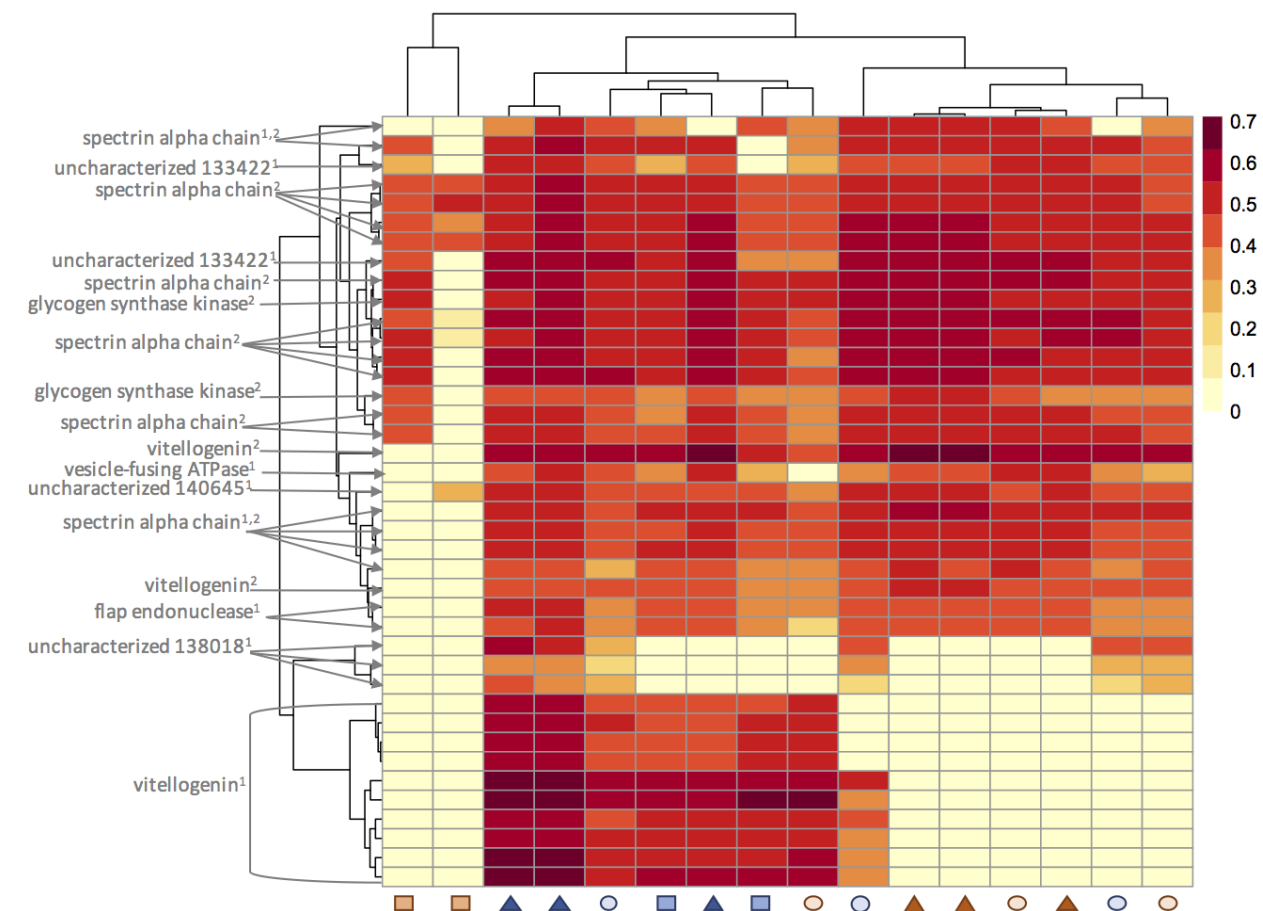 spectrin alpha chain1,2
uncharacterized 1334221
spectrin alpha chain2
uncharacterized 1334221
spectrin alpha chain2
glycogen synthase kinase2
spectrin alpha chain2
glycogen synthase kinase2
spectrin alpha chain2
vitellogenin2
vesicle-fusing ATPase1
uncharacterized 1406451
spectrin alpha chain1,2
vitellogenin2
flap endonuclease1
uncharacterized 1380181
vitellogenin1
0.7
0.6
0.5
0.4
0.3
0.2
0.1
0